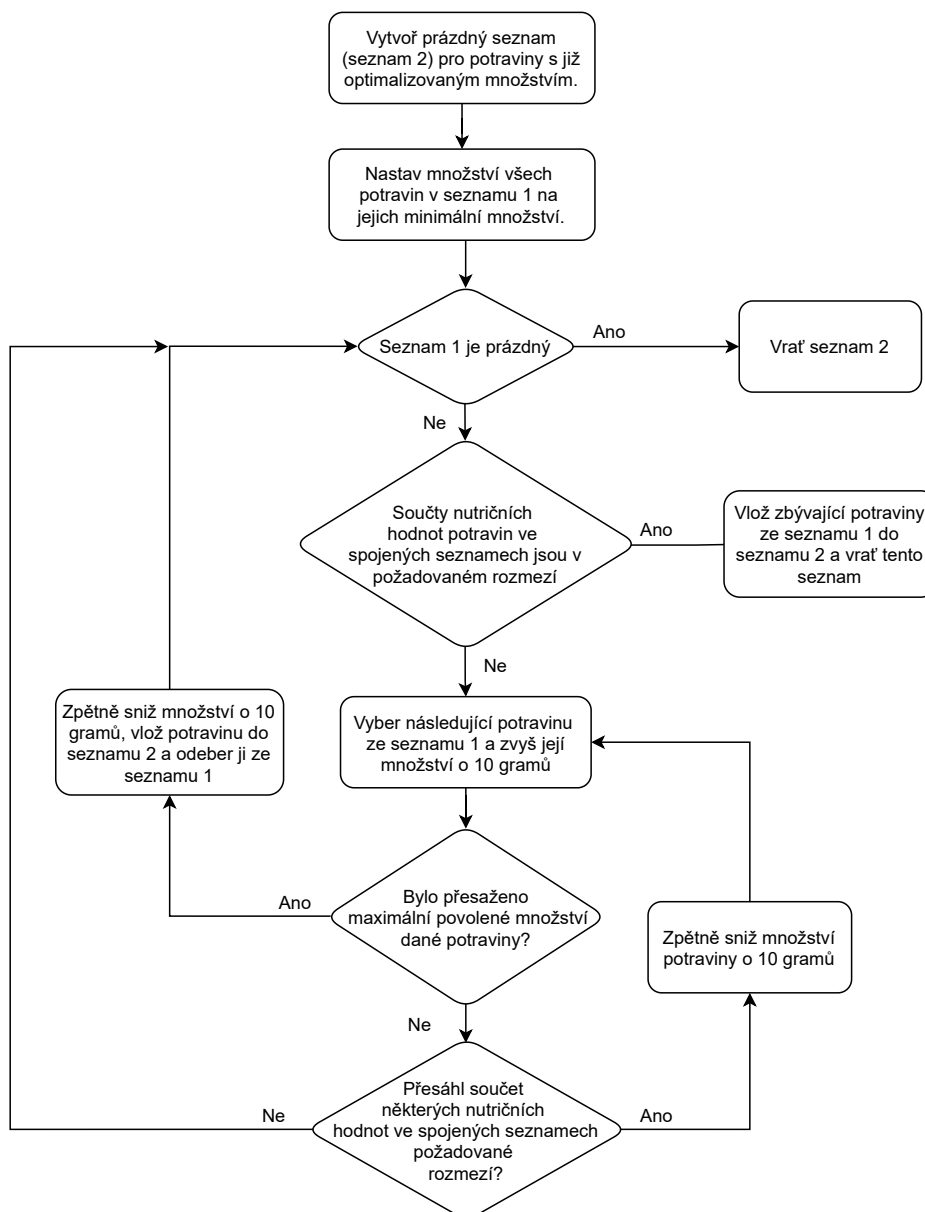 Vytvoř prázdný seznam
(seznam 2) pro potraviny s již
optimalizovaným množstvím.
Nastav množství všech
potravin v seznamu 1 na
jejich minimální množství.
Seznam 1 je prázdný
Ano
Vrať seznam 2
Ne
Součty nutričních
hodnot potravin ve
spojených seznamech jsou v
požadovaném rozmezí
Ano
Vlož zbývající potraviny
ze seznamu 1 do
seznamu 2 a vrať tento
seznam
Ne
Zpětně sniž množství o 10
gramů, vlož potravinu do
seznamu 2 a odeber ji ze
seznamu 1
Vyber následující potravinu
ze seznamu 1 a zvyš její
množství o 10 gramů
Ano
Bylo přesaženo
maximální povolené množství
dané potraviny?
Zpětně sniž množství
potraviny o 10 gramů
Ne
Ne
Přesáhl součet
některých nutričních
hodnot ve spojených seznamech
požadované
rozmezí?
Ano